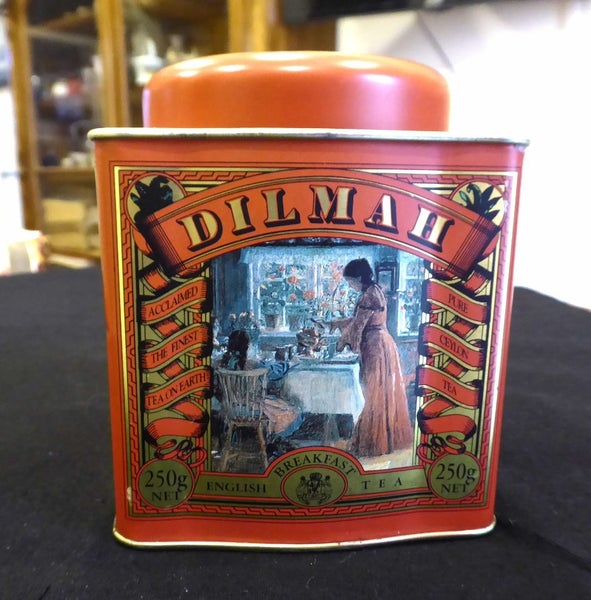 DILMAH
ACCLAIMED
THE FINEST
TEA ON EARTH
PURE
CEYLON
TEA
250g
NET
ENGLISH BREAKFAST TEA
250g
NET